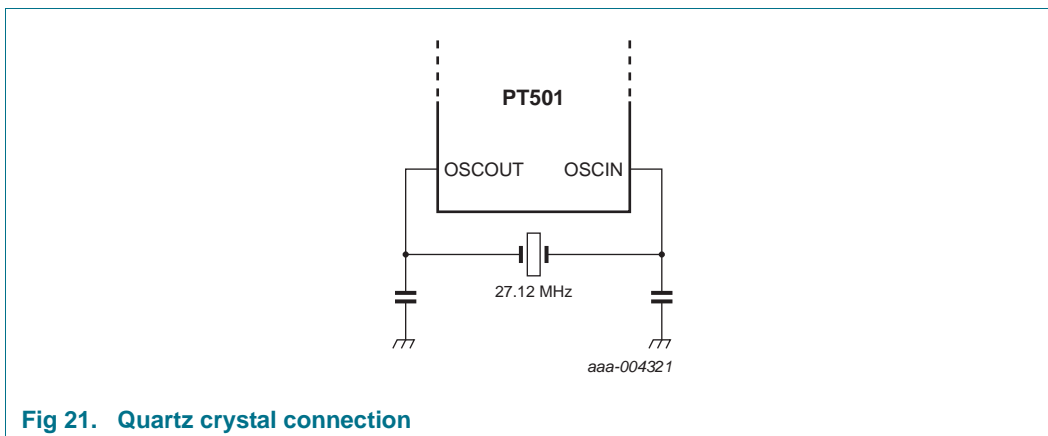 PT501
OSCOUT OSCIN
27.12 MHz
aaa-004321
Fig 21. Quartz crystal connection